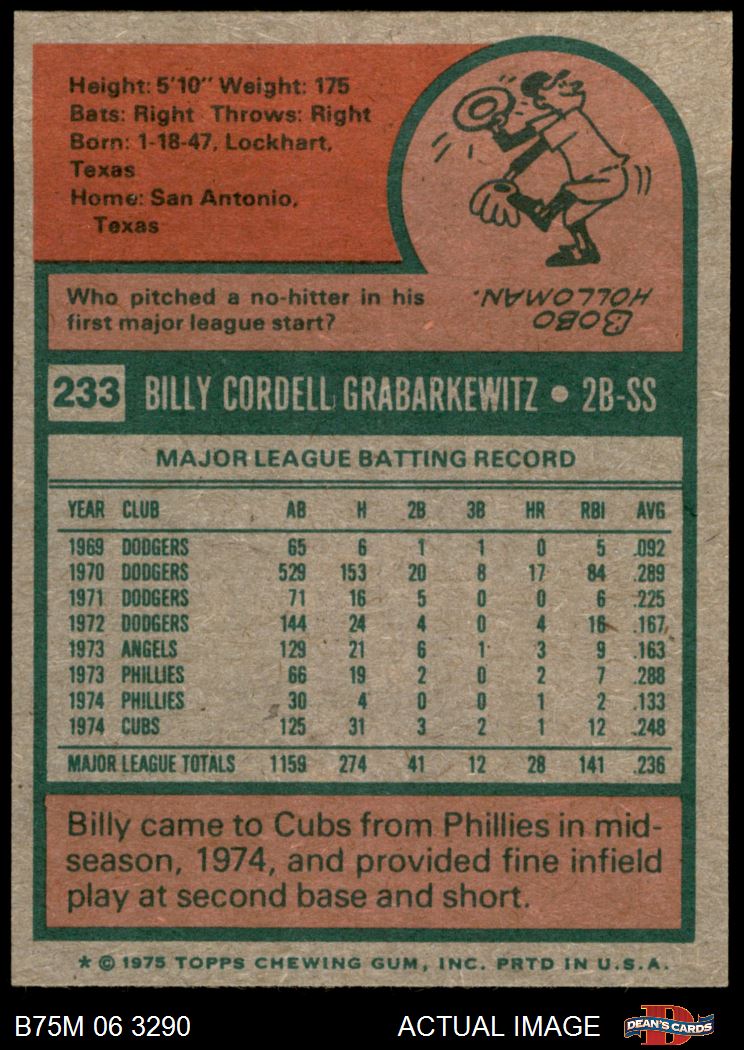 Height: 5'10" Weight: 175
Bats: Right Throws: Right
Born: 1-18-47, Lockhart,
Texas
Home: San Antonio,
Texas
Who pitched a no-hitter in his
first major league start?
BOBO
HOLLOMAN.
233 BILLY CORDELL GRABARKEWITZ • 2B-SS
MAJOR LEAGUE BATTING RECORD
YEAR CLUB AB H 2B 3B HR RBI AVG
1969 DODGERS 65 6 1 1 0 5 .092
1970 DODGERS 529 153 20 8 17 84 .289
1971 DODGERS 71 16 5 0 0 6 .225
1972 DODGERS 144 24 4 0 4 16 .167
1973 ANGELS 129 21 6 1 3 9 .163
1973 PHILLIES 66 19 2 0 2 7 .288
1974 PHILLIES 30 4 0 0 1 2 .133
1974 CUBS 125 31 3 2 1 12 .248
MAJOR LEAGUE TOTALS 1159 274 41 12 28 141 .236
Billy came to Cubs from Phillies in mid-
season, 1974, and provided fine infield
play at second base and short.
* © 1975 TOPPS CHEWING GUM, INC. PRTD IN U.S.A.
B75M 06 3290 ACTUAL IMAGE D DEAN'S CARDS